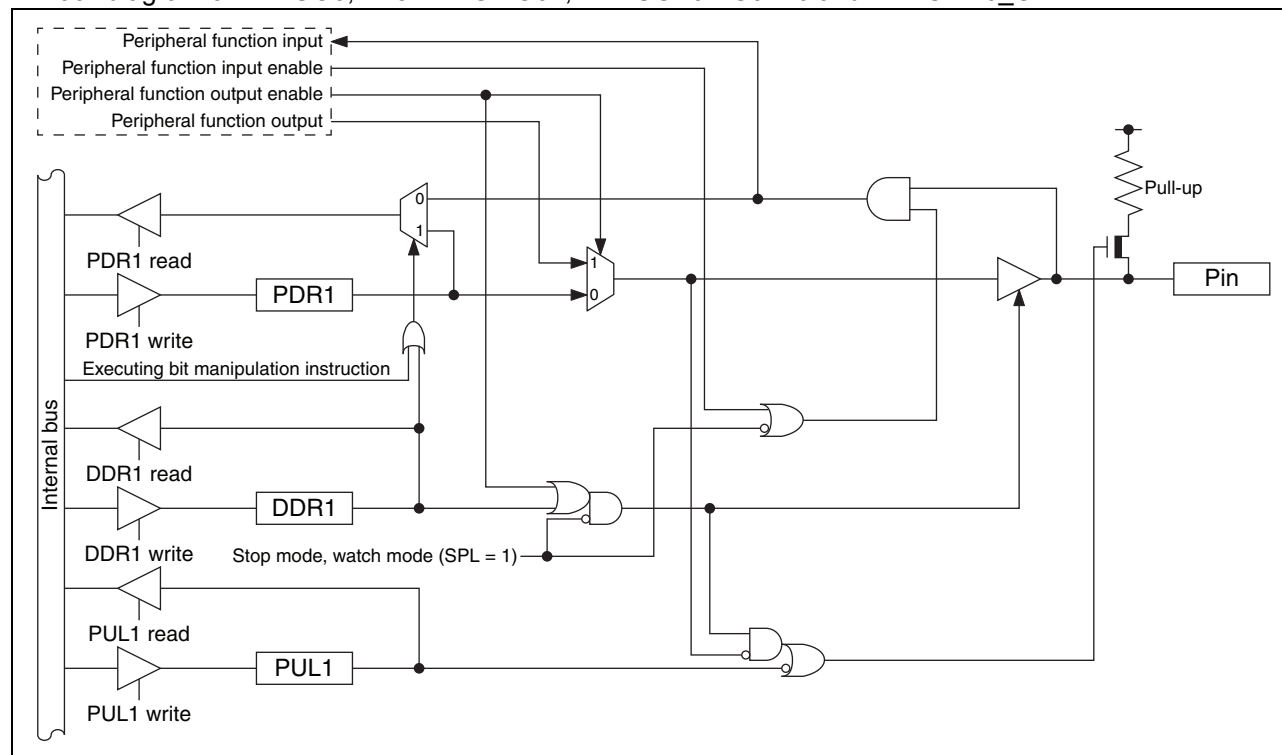 Peripheral function input
Peripheral function input enable
Peripheral function output enable
Peripheral function output
0
1
Pull-up
PDR1 read
1
0
PDR1
Pin
PDR1 write
Executing bit manipulation instruction
Internal bus
DDR1 read
DDR1
DDR1 write
Stop mode, watch mode (SPL = 1)
PUL1 read
PUL1
PUL1 write